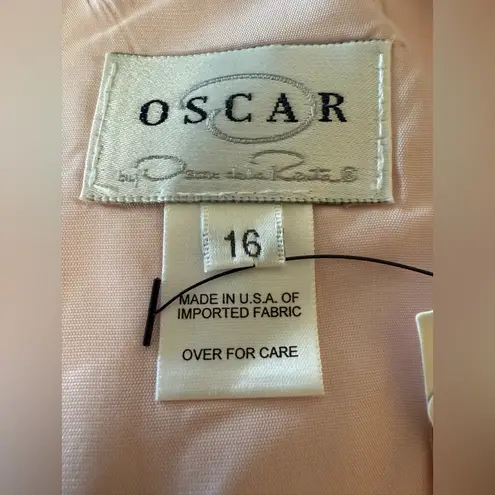 OSCAR
by Oscar de la Renta ®
16
MADE IN U.S.A. OF
IMPORTED FABRIC
OVER FOR CARE